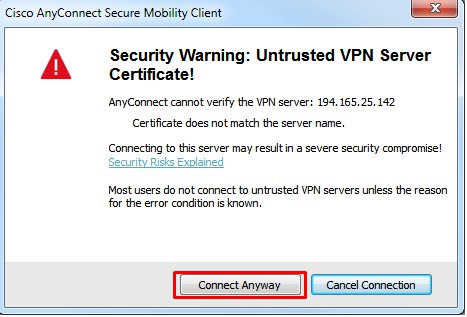 Cisco AnyConnect Secure Mobility Client
Security Warning: Untrusted VPN Server
Certificate!
AnyConnect cannot verify the VPN server: 194.165.25.142
Certificate does not match the server name.
Connecting to this server may result in a severe security compromise!
Security Risks Explained
Most users do not connect to untrusted VPN servers unless the reason
for the error condition is known.
Connect Anyway
Cancel Connection